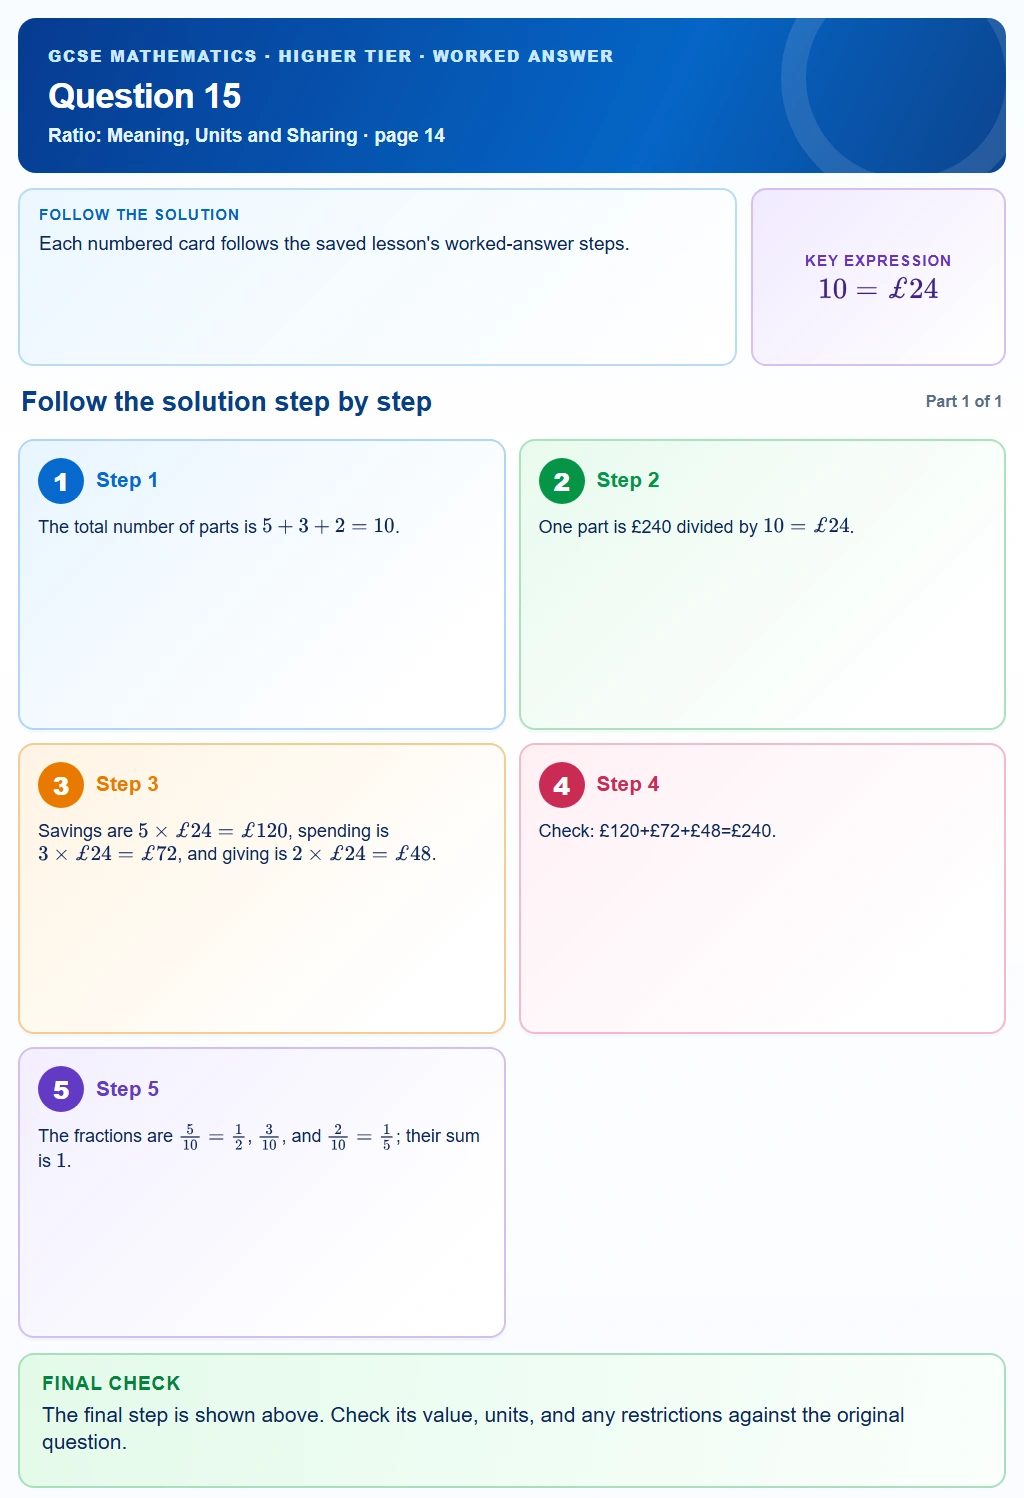 GCSE MATHEMATICS · HIGHER TIER · WORKED ANSWER
Question 15
Ratio: Meaning, Units and Sharing · page 14
FOLLOW THE SOLUTION
Each numbered card follows the saved lesson's worked-answer steps.
KEY EXPRESSION
10 = £24
Follow the solution step by step
Part 1 of 1
1 Step 1
The total number of parts is 5 + 3 + 2 = 10.
2 Step 2
One part is £240 divided by 10 = £24.
3 Step 3
Savings are 5 × £24 = £120, spending is
3 × £24 = £72, and giving is 2 × £24 = £48.
4 Step 4
Check: £120+£72+£48=£240.
5 Step 5
The fractions are 5/10 = 1/2, 3/10, and 2/10 = 1/5; their sum
is 1.
FINAL CHECK
The final step is shown above. Check its value, units, and any restrictions against the original
question.